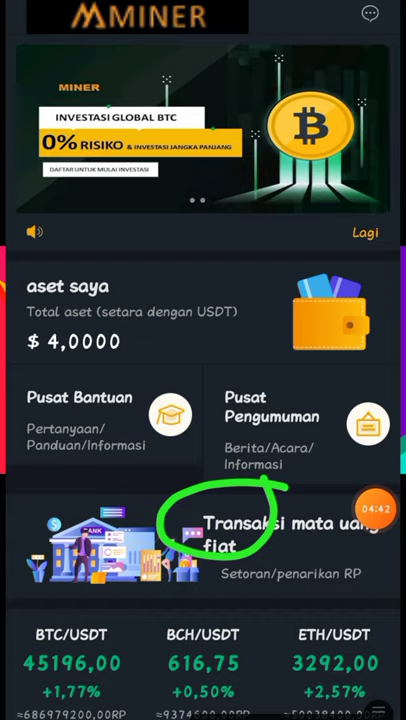 MINER
MINER
INVESTASI GLOBAL BTC
0% RISIKO & INVESTASI JANGKA PANJANG
DAFTAR UNTUK MULAI INVESTASI
Lagi
aset saya
Total aset (setara dengan USDT)
$ 4,0000
Pusat Bantuan
Pertanyaan/
Panduan/Informasi
Pusat
Pengumuman
Berita/Acara/
Informasi
BANK
Transaksi mata uang
fiat
04:42
Setoran/penarikan RP
BTC/USDT BCH/USDT ETH/USDT
45196,00 616,75 3292,00
+1,77% +0,50% +2,57%
≈686979200,00RP